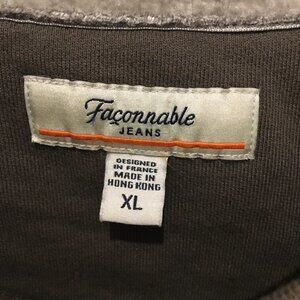 Façonnable
JEANS
DESIGNED
IN FRANCE
MADE IN
HONG KONG
XL